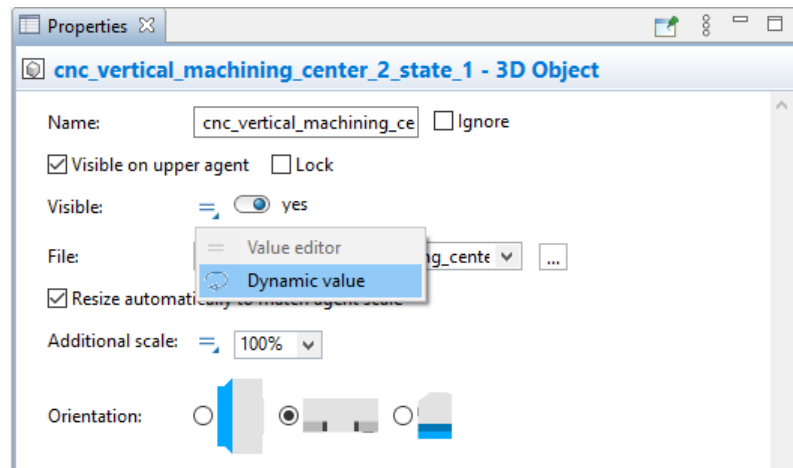 Properties
cnc_vertical_machining_center_2_state_1 - 3D Object
Name: cnc_vertical_machining_ce Ignore
Visible on upper agent Lock
Visible: yes
Value editor
File: ng_cente ...
Dynamic value
Resize automatically to match agent scale
Additional scale: 100%
Orientation: